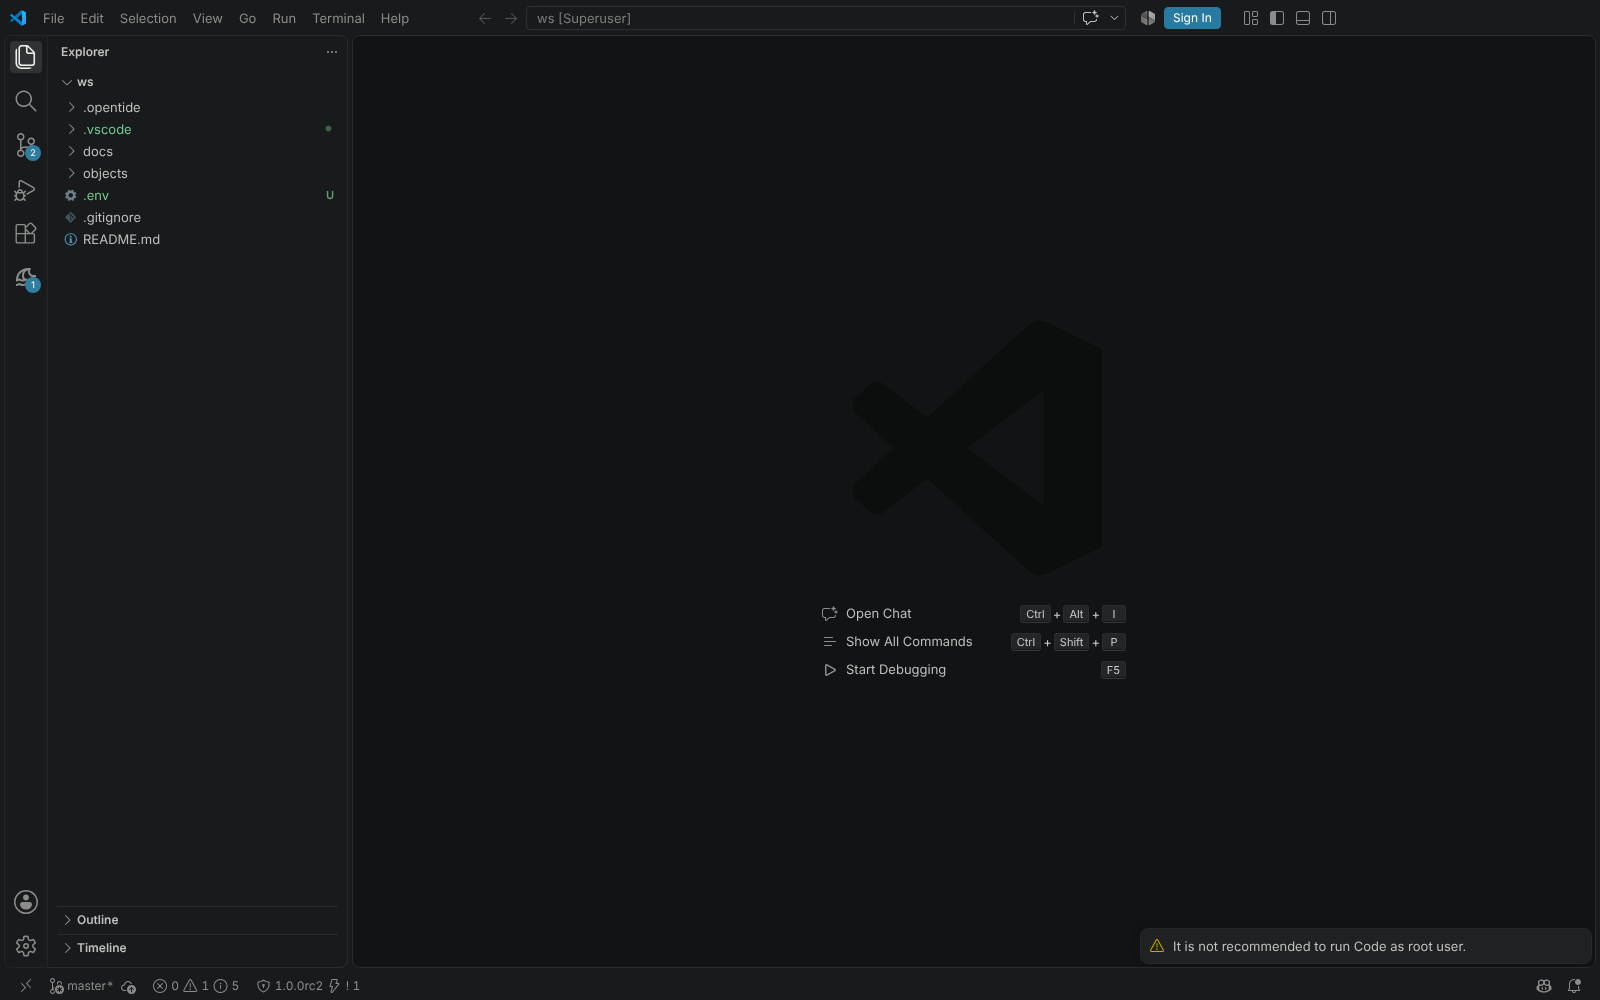 File Edit Selection View Go Run Terminal Help ws [Superuser] Sign In
Explorer
ws
.opentide
.vscode
docs
objects
.env U
.gitignore
README.md
2
1
Open Chat Ctrl + Alt + I
Show All Commands Ctrl + Shift + P
Start Debugging F5
Outline
Timeline
It is not recommended to run Code as root user.
master* 0 1 5 1.0.0rc2 ! 1